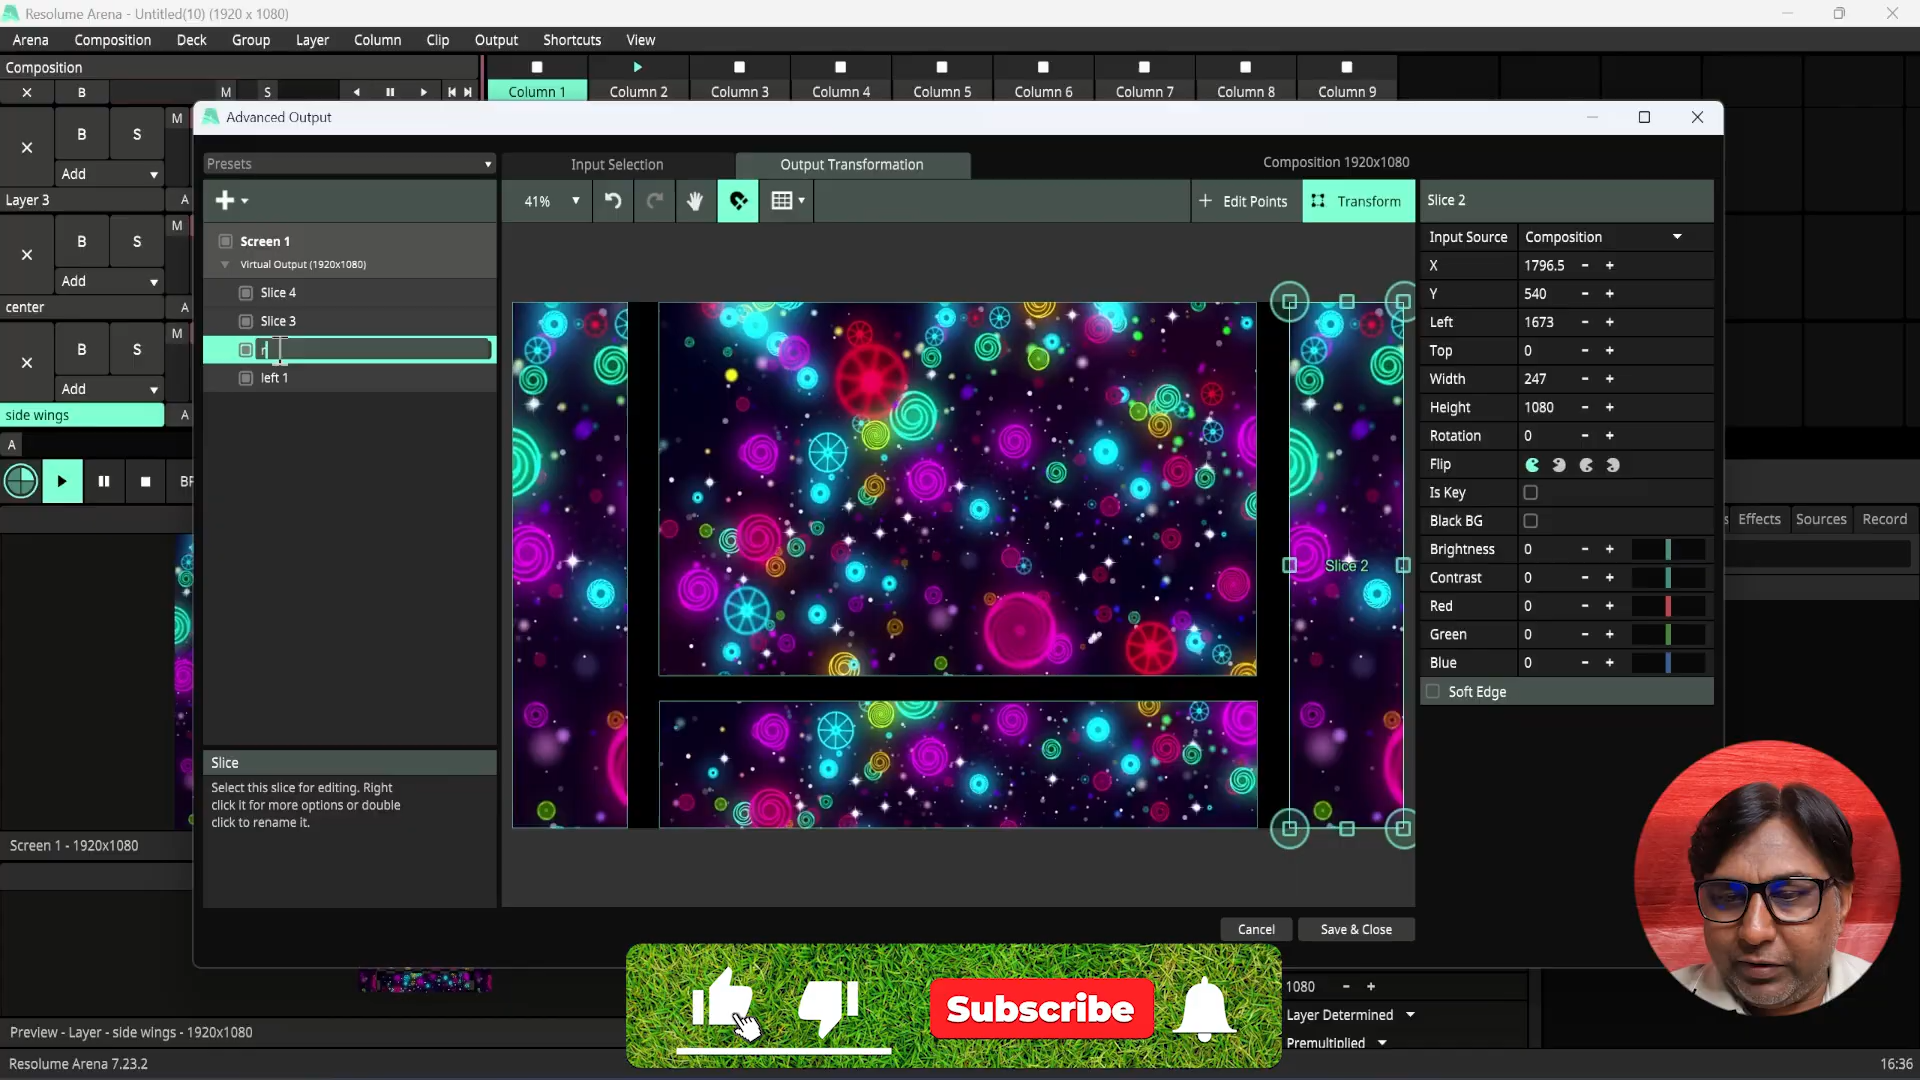 Resolume Arena - Untitled(10) (1920 x 1080)
Arena Composition Deck Group Layer Column Clip Output Shortcuts View
Composition
B M S Column 1 Column 2 Column 3 Column 4 Column 5 Column 6 Column 7 Column 8 Column 9
Advanced Output
B S M
Add
Layer 3 A
B S M
Add
center A
B S M
Add
side wings A
A
Presets
Input Selection Output Transformation Composition 1920x1080
41% Edit Points Transform
Screen 1
Virtual Output (1920x1080)
Slice 4
Slice 3
r
left 1
Slice 2
Slice 2
Input Source Composition
X 1796.5 - +
Y 540 - +
Left 1673 - +
Top 0 - +
Width 247 - +
Height 1080 - +
Rotation 0 - +
Flip
Is Key
Black BG
Brightness 0 - +
Contrast 0 - +
Red 0 - +
Green 0 - +
Blue 0 - +
Soft Edge
Effects Sources Record
Slice
Select this slice for editing. Right
click it for more options or double
click to rename it.
Cancel Save & Close
Screen 1 - 1920x1080
Subscribe
1080 - +
Layer Determined
Premultiplied
Preview - Layer - side wings - 1920x1080
Resolume Arena 7.23.2
16:36